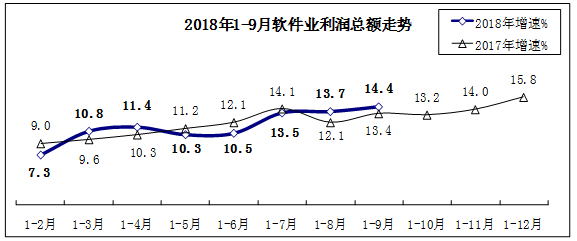 2018年1-9月软件业利润总额走势
2018年增速%
2017年增速%
9.0 10.8 11.4 11.2 12.1 14.1 13.7 14.4 13.2 14.0 15.8
7.3 9.6 10.3 10.3 10.5 13.5 12.1 13.4
1-2月 1-3月 1-4月 1-5月 1-6月 1-7月 1-8月 1-9月 1-10月 1-11月 1-12月